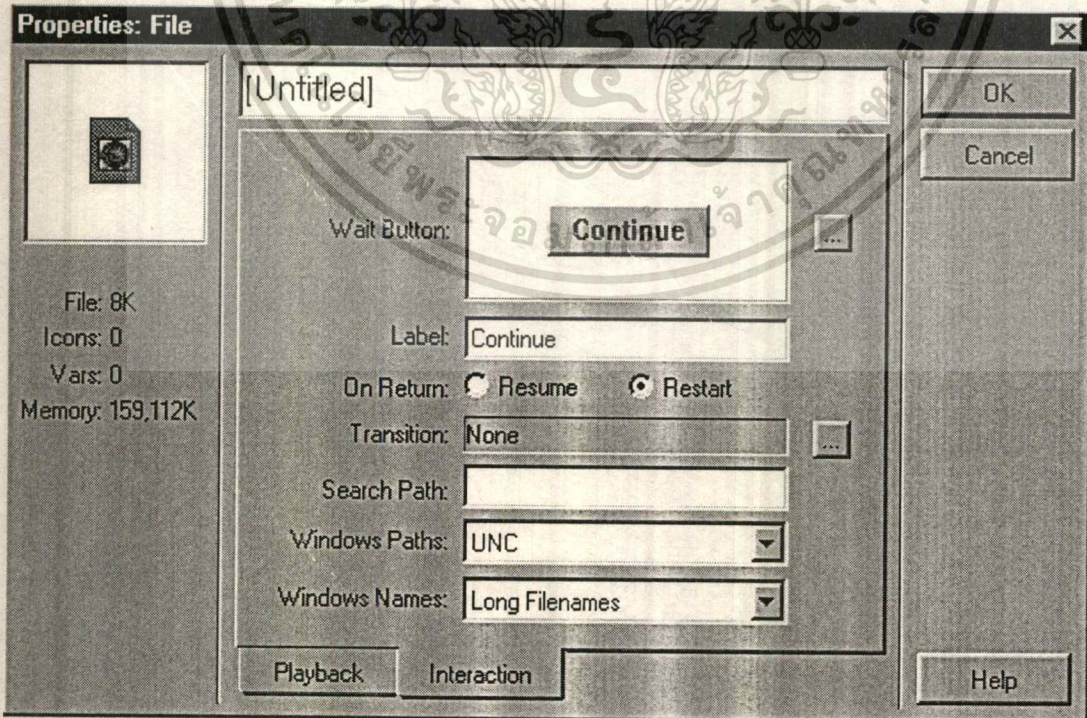 Properties: File
[Untitled]
OK
Cancel
Wait Button:
Continue
...
File: 8K
Icons: 0
Vars: 0
Memory: 159,112K
Label:
Continue
On Return:
Resume
Restart
Transition:
None
...
Search Path:
Windows Paths:
UNC
Windows Names:
Long Filenames
Playback
Interaction
Help